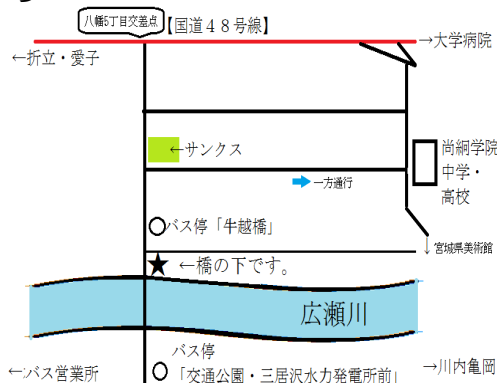 八幡5丁目交差点
【国道48号線】
→大学病院
←折立・愛子
←サンクス
尚絅学院
中学・
高校
→一方通行
バス停「牛越橋」
↓宮城県美術館
★ ←橋の下です。
広瀬川
バス停
「交通公園・三居沢水力発電所前」
←バス営業所
→川内亀岡